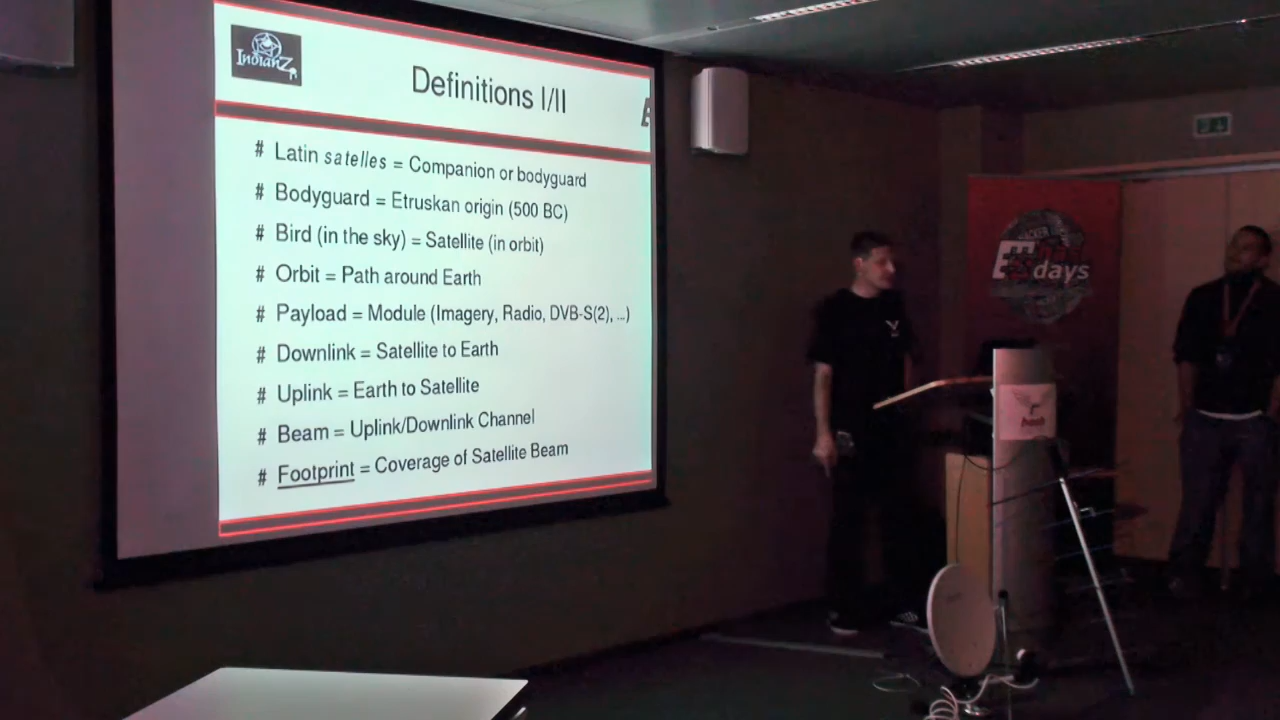 IndianZ
Definitions I/II
# Latin satelles = Companion or bodyguard
# Bodyguard = Etruskan origin (500 BC)
# Bird (in the sky) = Satellite (in orbit)
# Orbit = Path around Earth
# Payload = Module (Imagery, Radio, DVB-S(2), ...)
# Downlink = Satellite to Earth
# Uplink = Earth to Satellite
# Beam = Uplink/Downlink Channel
# Footprint = Coverage of Satellite Beam
days